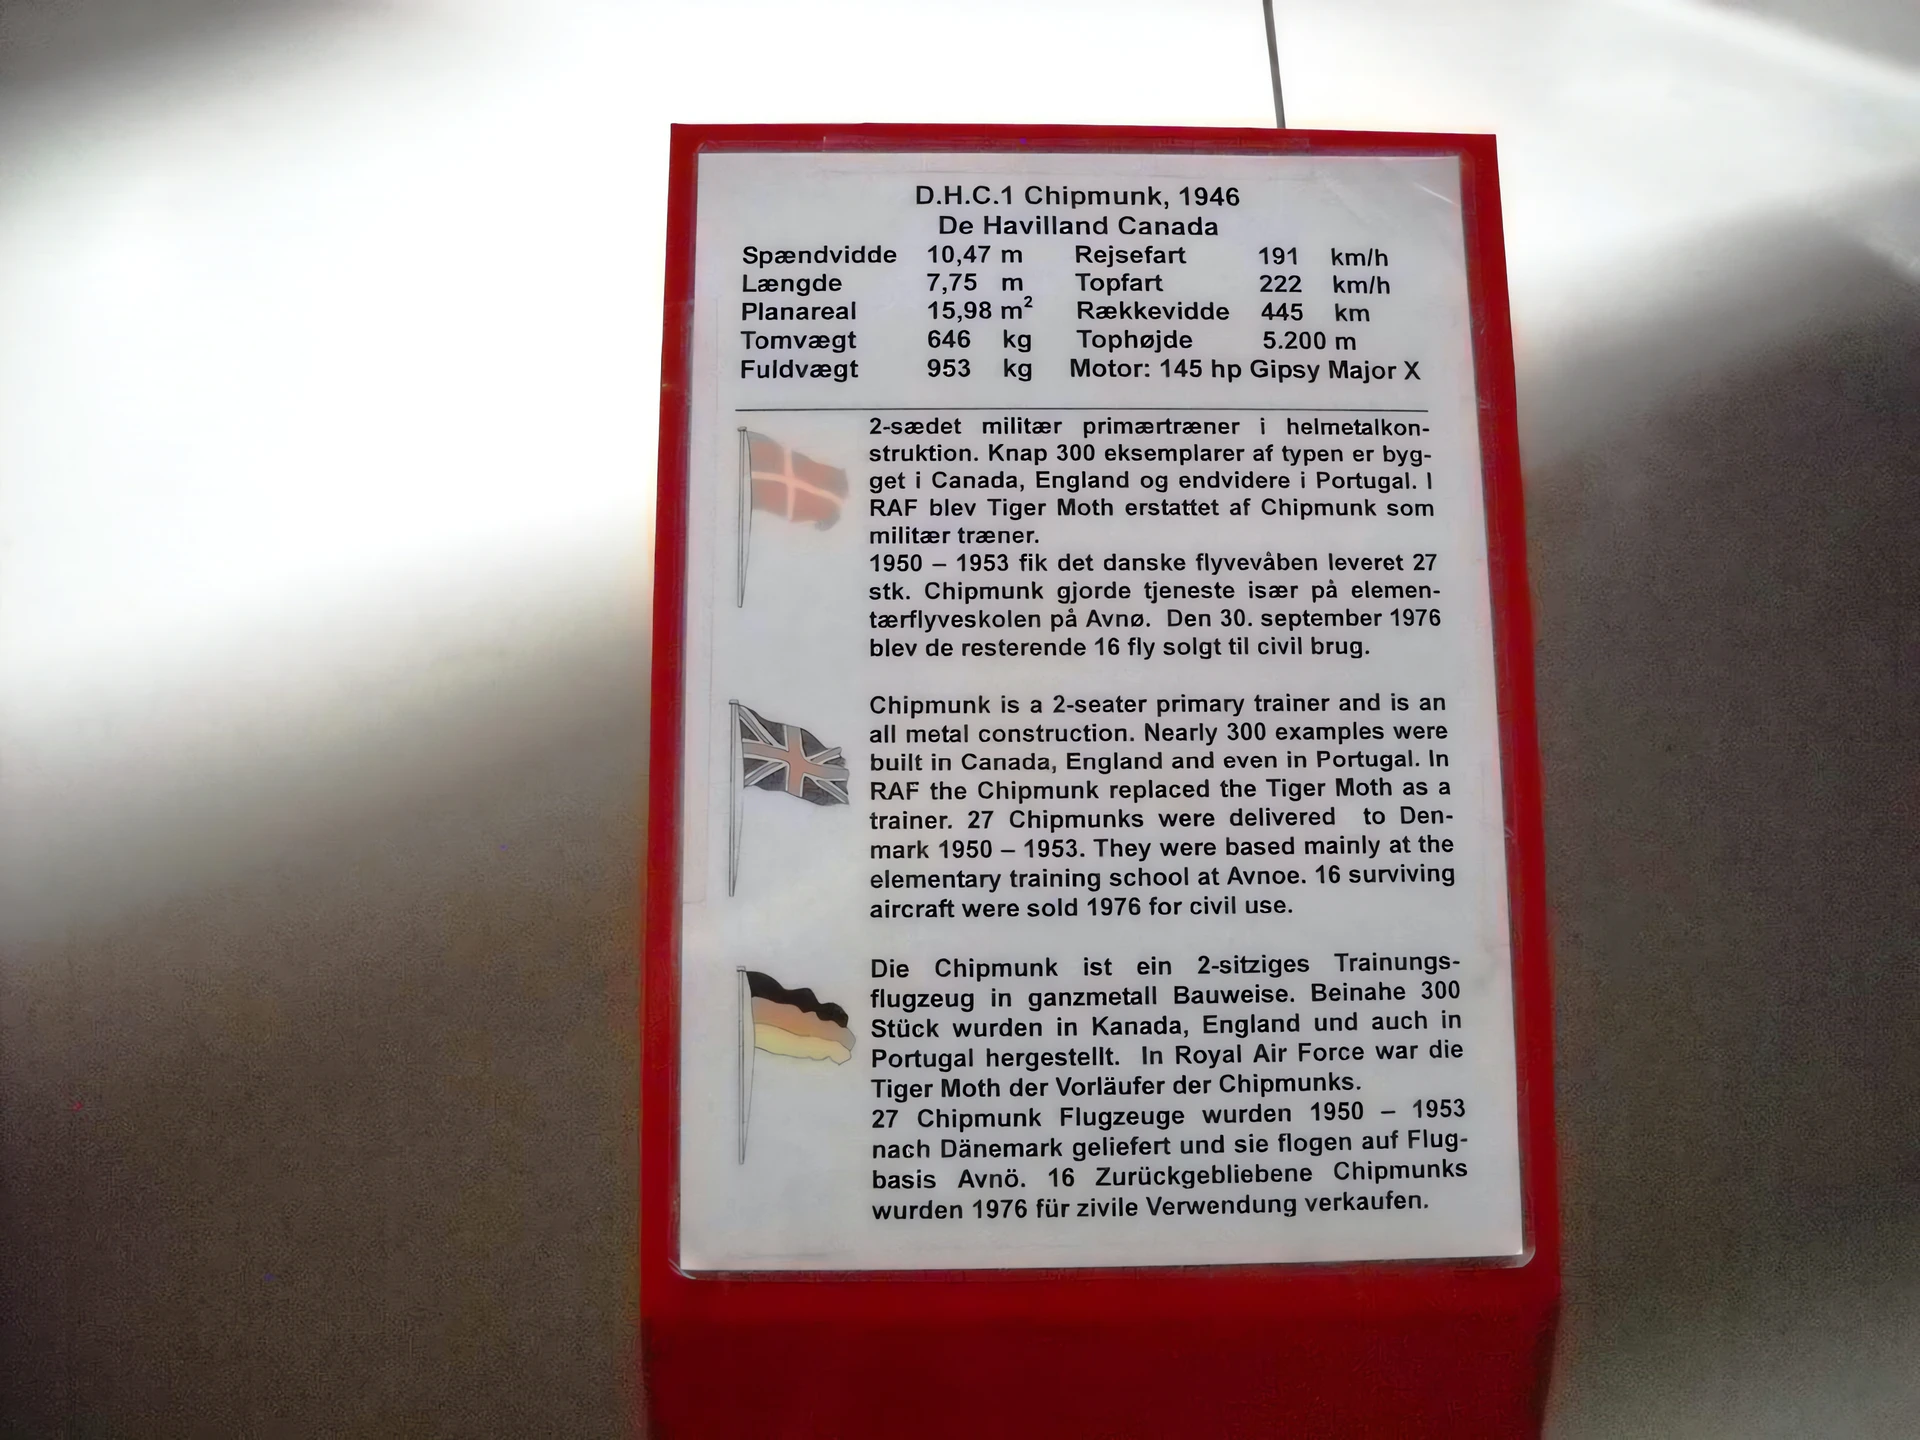 D.H.C.1 Chipmunk, 1946
De Havilland Canada
Spændvidde 10,47 m Rejsefart 191 km/h
Længde 7,75 m Topfart 222 km/h
Planareal 15,98 m² Rækkevidde 445 km
Tomvægt 646 kg Tophøjde 5.200 m
Fuldvægt 953 kg Motor: 145 hp Gipsy Major X
2-sædet militær primærtræner i helmetalkon-
struktion. Knap 300 eksemplarer af typen er byg-
get i Canada, England og endvidere i Portugal. I
RAF blev Tiger Moth erstattet af Chipmunk som
militær træner.
1950 – 1953 fik det danske flyvevåben leveret 27
stk. Chipmunk gjorde tjeneste især på elemen-
tærflyveskolen på Avnø. Den 30. september 1976
blev de resterende 16 fly solgt til civil brug.
Chipmunk is a 2-seater primary trainer and is an
all metal construction. Nearly 300 examples were
built in Canada, England and even in Portugal. In
RAF the Chipmunk replaced the Tiger Moth as a
trainer. 27 Chipmunks were delivered to Den-
mark 1950 – 1953. They were based mainly at the
elementary training school at Avnoe. 16 surviving
aircraft were sold 1976 for civil use.
Die Chipmunk ist ein 2-sitziges Trainungs-
flugzeug in ganzmetall Bauweise. Beinahe 300
Stück wurden in Kanada, England und auch in
Portugal hergestellt. In Royal Air Force war die
Tiger Moth der Vorläufer der Chipmunks.
27 Chipmunk Flugzeuge wurden 1950 – 1953
nach Dänemark geliefert und sie flogen auf Flug-
basis Avnö. 16 Zurückgebliebene Chipmunks
wurden 1976 für zivile Verwendung verkaufen.